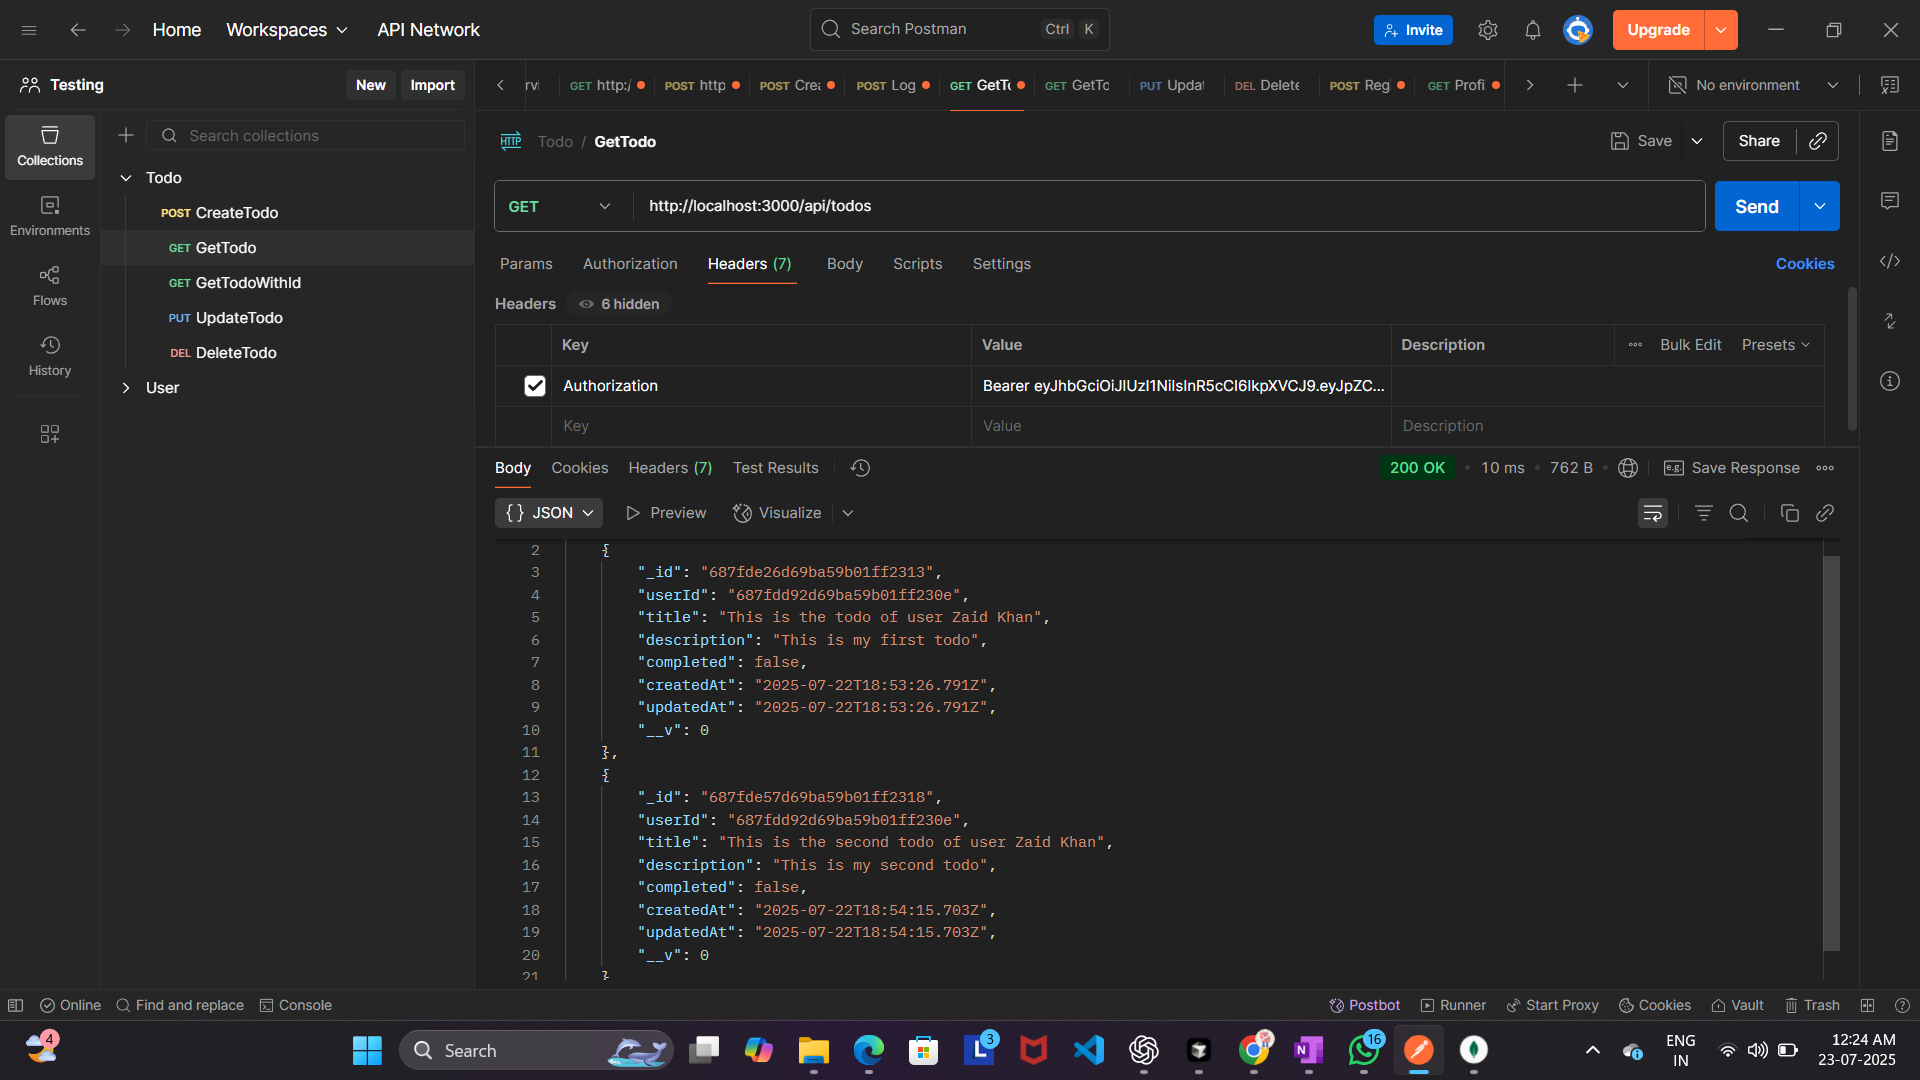 Home Workspaces API Network Search Postman Ctrl K Invite Upgrade
Testing New Import
GET http:/ POST http POST Cre POST Log GET GetTo GET GetTo PUT Updat DEL Delete POST Reg GET Profi No environment
Collections
Environments
Flows
History
Search collections
Todo
POST CreateTodo
GET GetTodo
GET GetTodoWithId
PUT UpdateTodo
DEL DeleteTodo
User
HTTP Todo / GetTodo Save Share
GET http://localhost:3000/api/todos Send
Params Authorization Headers (7) Body Scripts Settings Cookies
Headers 6 hidden
Key Value Description Bulk Edit Presets
Authorization Bearer eyJhbGciOiJIUzI1NiIsInR5cCI6IkpXVCJ9.eyJpZC...
Key Value Description
Body Cookies Headers (7) Test Results 200 OK 10 ms 762 B e.g. Save Response
{} JSON Preview Visualize
2 {
3 "_id": "687fde26d69ba59b01ff2313",
4 "userId": "687fdd92d69ba59b01ff230e",
5 "title": "This is the todo of user Zaid Khan",
6 "description": "This is my first todo",
7 "completed": false,
8 "createdAt": "2025-07-22T18:53:26.791Z",
9 "updatedAt": "2025-07-22T18:53:26.791Z",
10 "__v": 0
11 },
12 {
13 "_id": "687fde57d69ba59b01ff2318",
14 "userId": "687fdd92d69ba59b01ff230e",
15 "title": "This is the second todo of user Zaid Khan",
16 "description": "This is my second todo",
17 "completed": false,
18 "createdAt": "2025-07-22T18:54:15.703Z",
19 "updatedAt": "2025-07-22T18:54:15.703Z",
20 "__v": 0
21 }
Online Find and replace Console Postbot Runner Start Proxy Cookies Vault Trash
4 Search 3 16 ENG IN 12:24 AM 23-07-2025